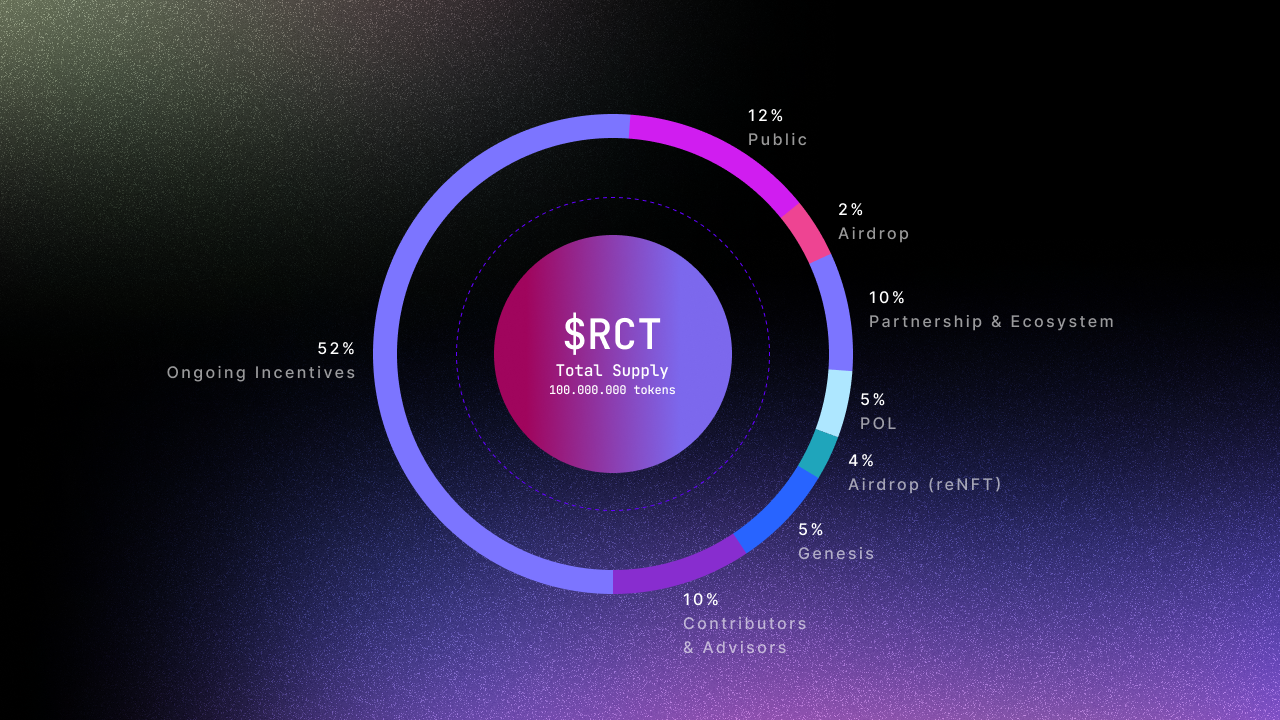 12%
Public
2%
Airdrop
10%
Partnership & Ecosystem
52%
Ongoing Incentives
$RCT
Total Supply
100.000.000 tokens
5%
POL
4%
Airdrop (reNFT)
5%
Genesis
10%
Contributors
& Advisors